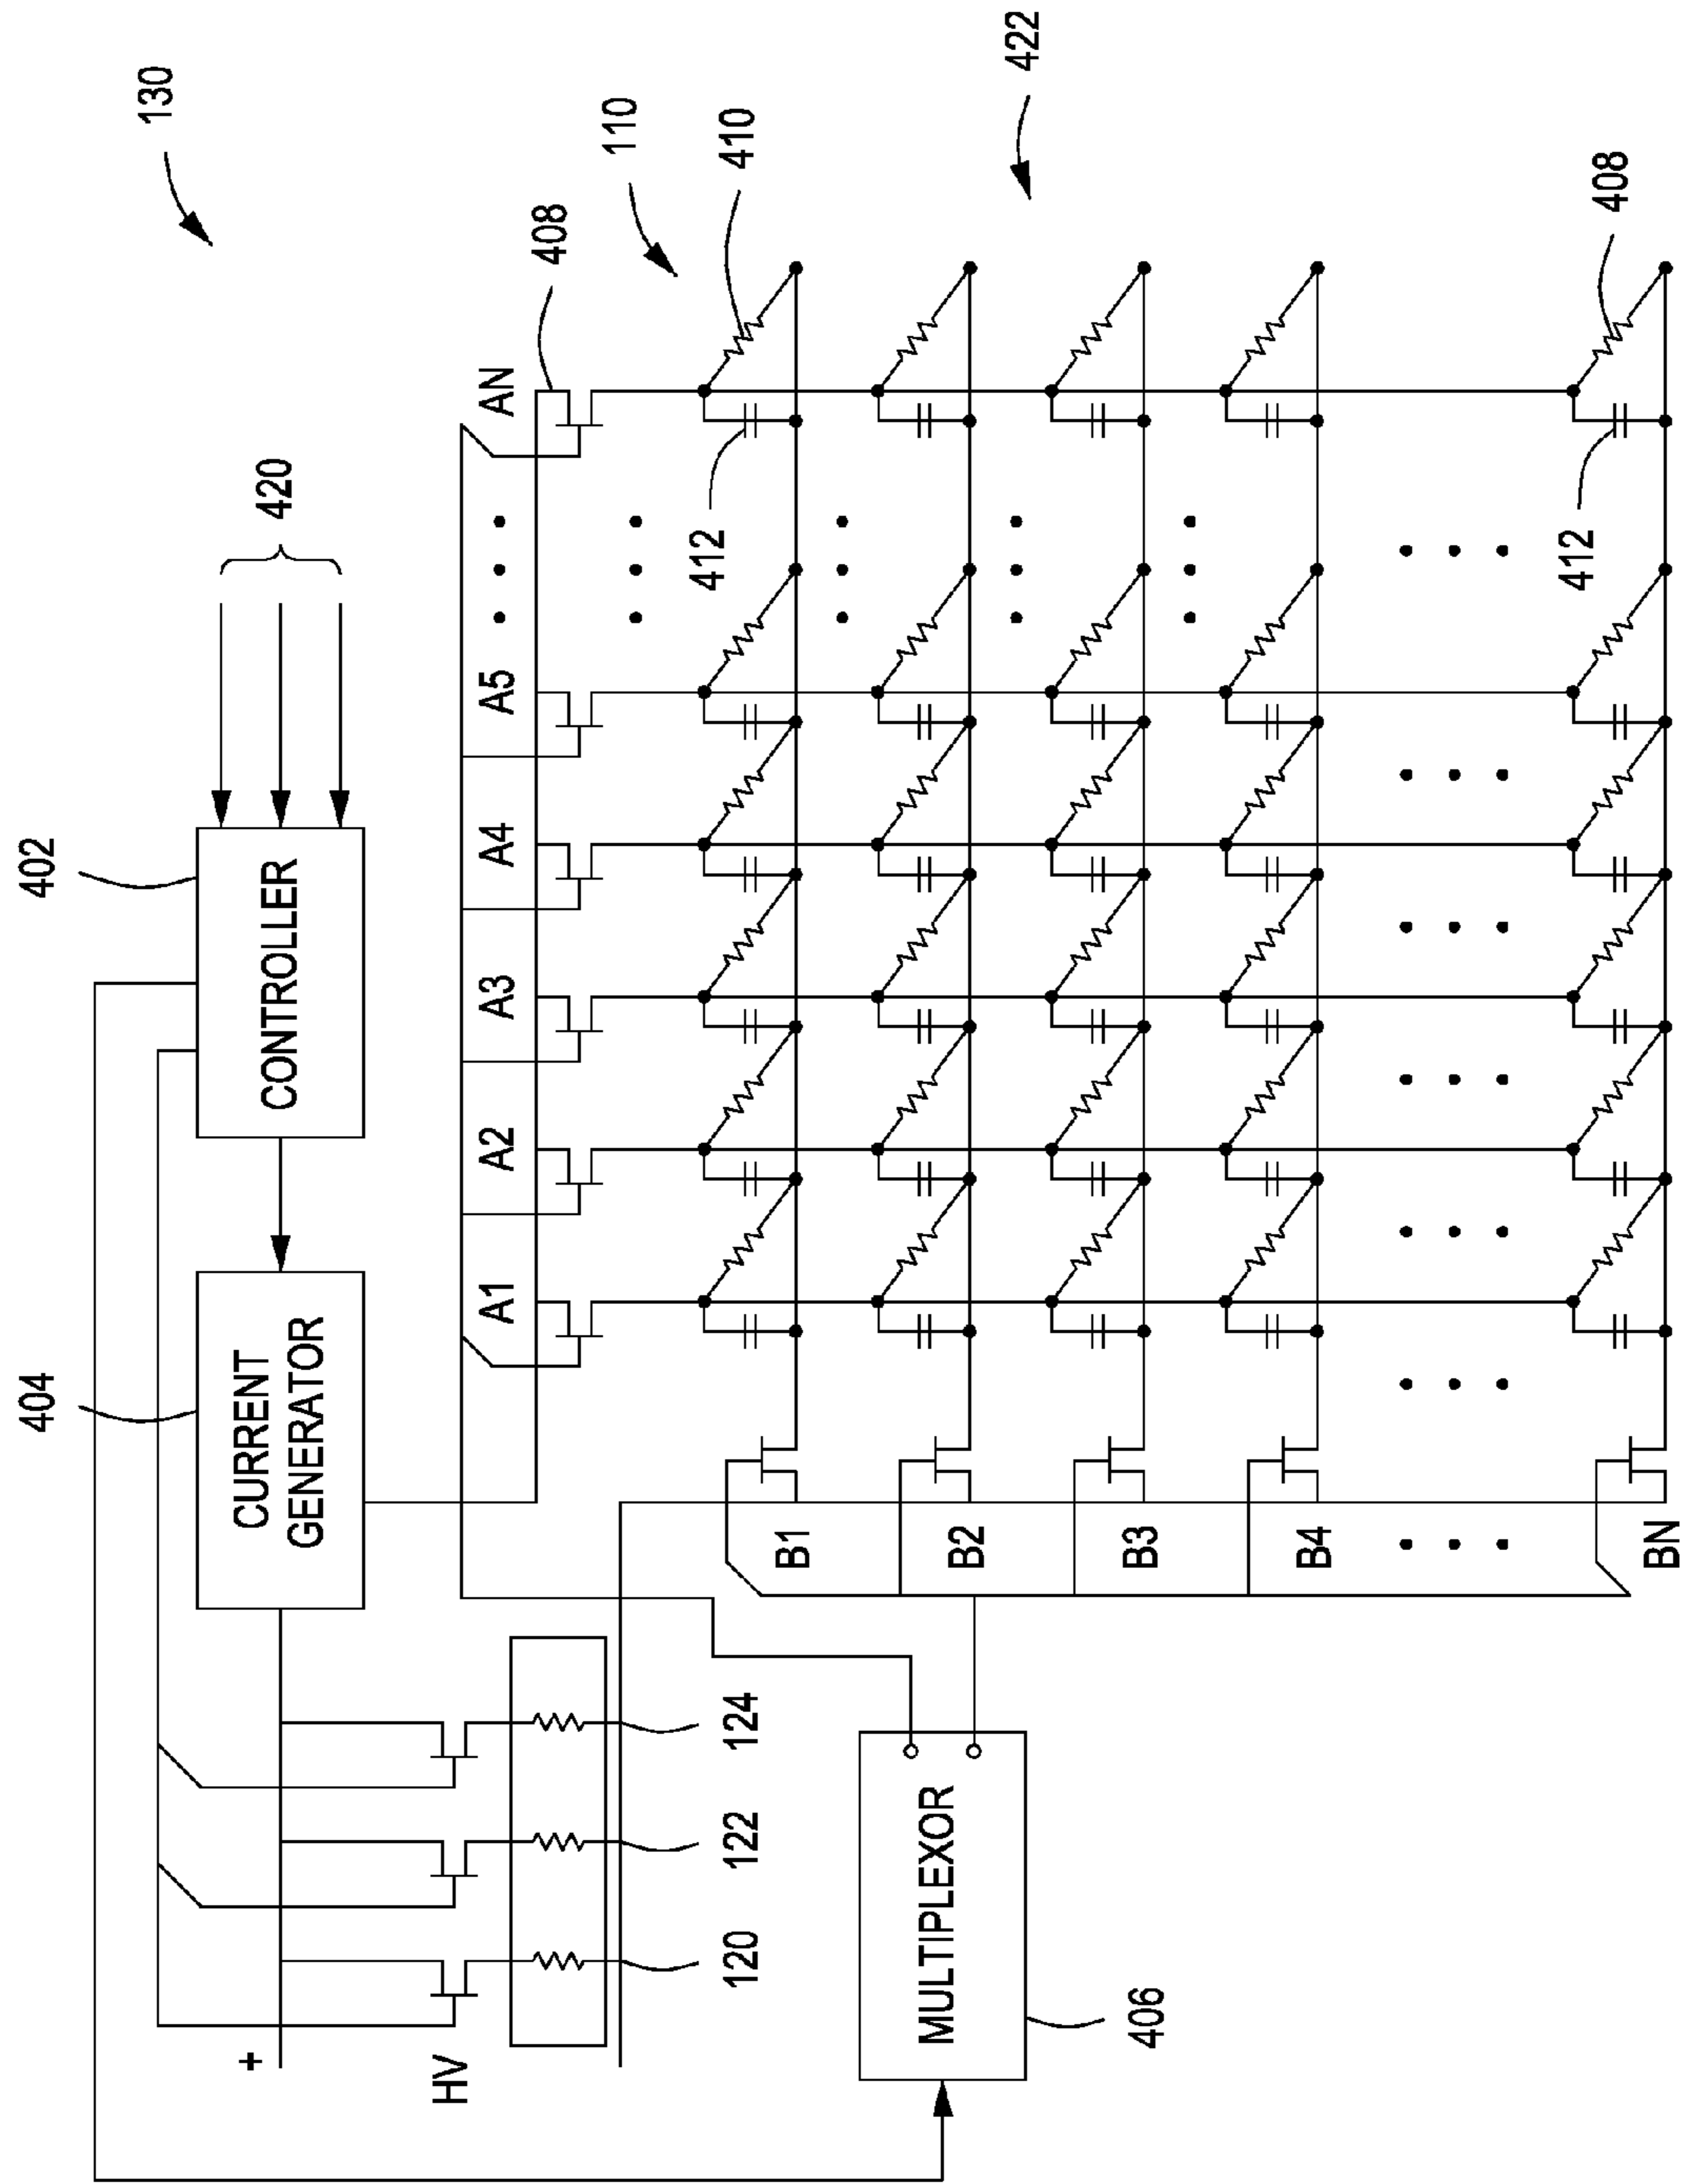 130
420
402
CONTROLLER
404
CURRENT
GENERATOR
+
HV
120
122
124
A1
A2
A3
A4
A5
AN
408
110
410
412
422
B1
B2
B3
B4
BN
MULTIPLEXOR
406
412
408